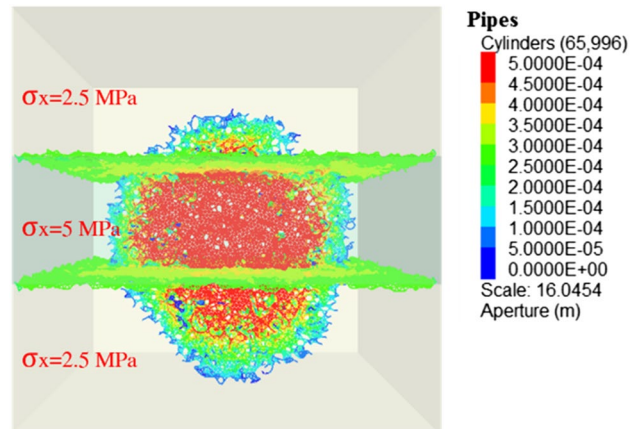 Pipes
Cylinders (65,996)
5.0000E-04
4.5000E-04
4.0000E-04
3.5000E-04
3.0000E-04
2.5000E-04
2.0000E-04
1.5000E-04
1.0000E-04
5.0000E-05
0.0000E+00
Scale: 16.0454
Aperture (m)
σx=2.5 MPa
σx=5 MPa
σx=2.5 MPa